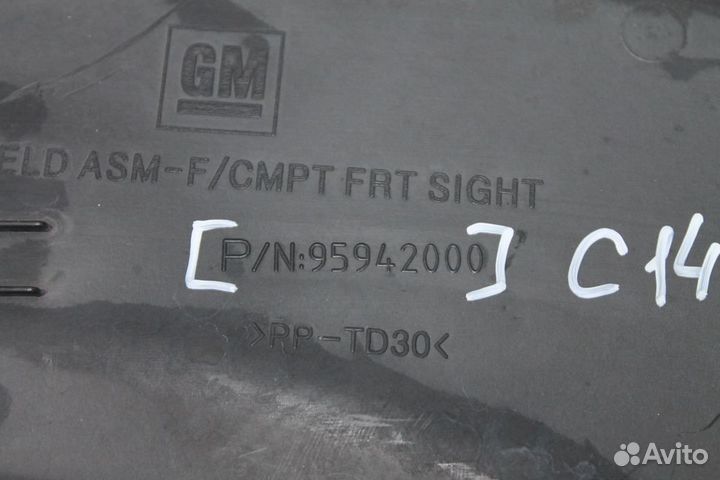 GM
ELD ASM-F/CMPT FRT SIGHT
[P/N:95942000] C14
>PP-TD30<
Avito